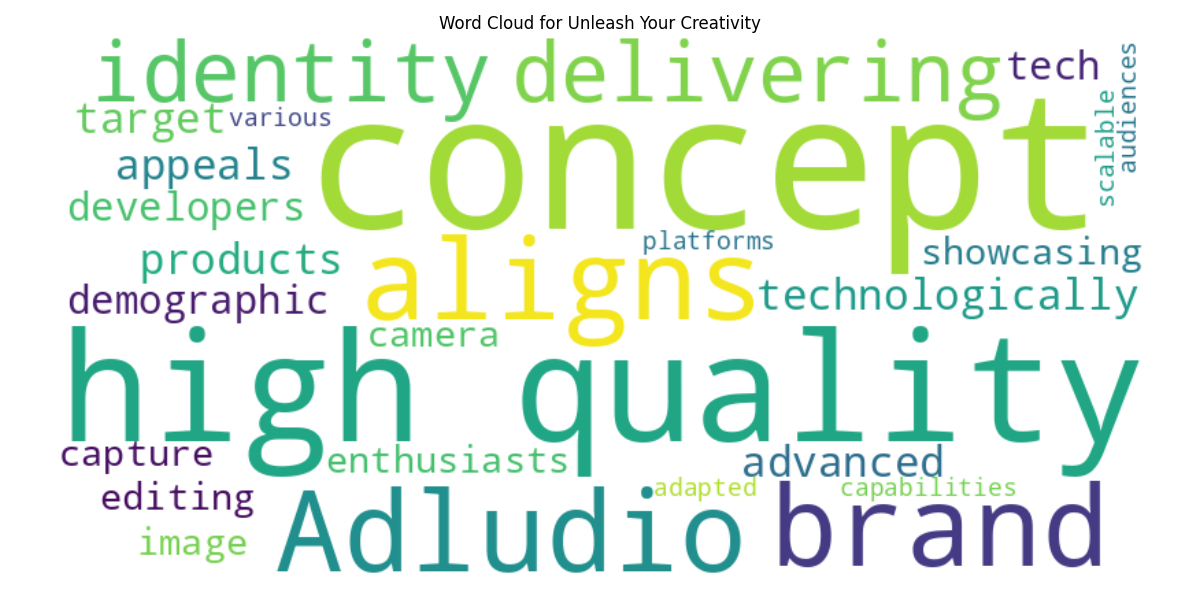 Word Cloud for Unleash Your Creativity
identity
delivering
tech
audiences
target
various
concept
scalable
appeals
developers
platforms
showcasing
products
aligns
technologically
demographic
camera
high quality
capture
enthusiasts
advanced
editing
adapted
capabilities
image
Adludio
brand